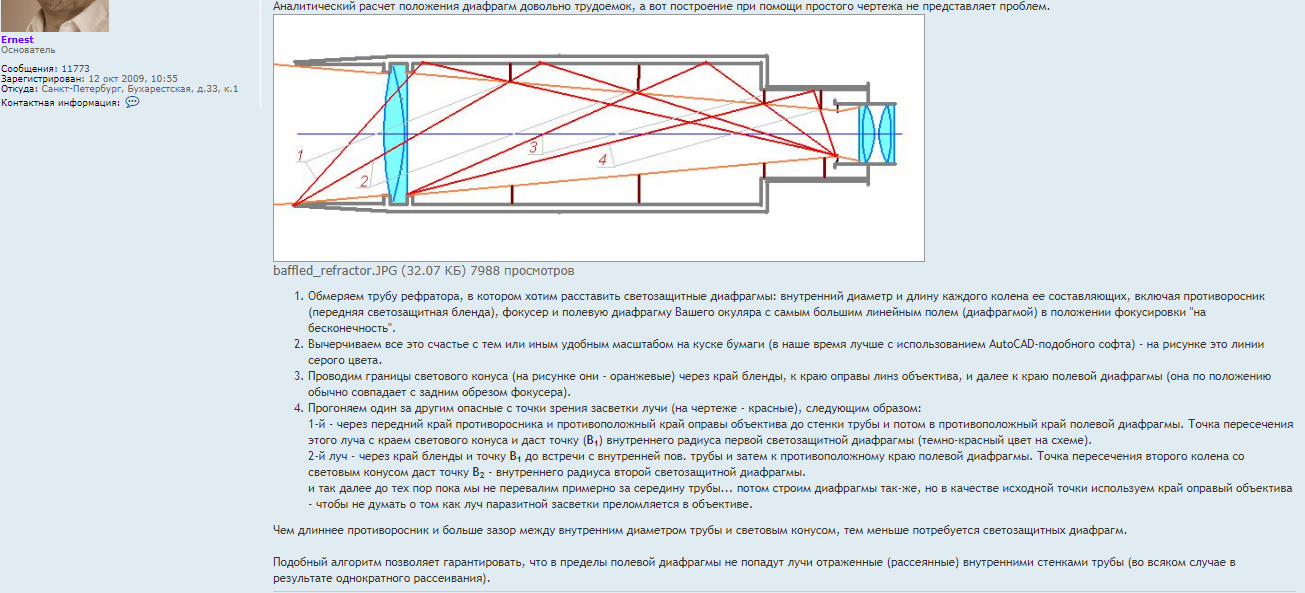 Аналитический расчет положения диафрагм довольно трудоемок, а вот построение при помощи простого чертежа не представляет проблем.
Ernest
Основатель
Сообщения: 11773
Зарегистрирован: 12 окт 2009, 10:55
Откуда: Санкт-Петербург, Бухарестская, д.33, к.1
Контактная информация:
1
2
3
4
baffled_refractor.JPG (32.07 КБ) 7988 просмотров
1. Обмеряем трубу рефратора, в котором хотим расставить светозащитные диафрагмы: внутренний диаметр и длину каждого колена ее составляющих, включая противоросник
(передняя светозащитная бленда), фокусер и полевую диафрагму Вашего окуляра с самым большим линейным полем (диафрагмой) в положении фокусировки "на
бесконечность".
2. Вычерчиваем все это счастье с тем или иным удобным масштабом на куске бумаги (в наше время лучше с использованием AutoCAD-подобного софта) - на рисунке это линии
серого цвета.
3. Проводим границы светового конуса (на рисунке они - оранжевые) через край бленды, к краю оправы линз объектива, и далее к краю полевой диафрагмы (она по положению
обычно совпадает с задним обрезом фокусера).
4. Прогоняем один за другим опасные с точки зрения засветки лучи (на чертеже - красные), следующим образом:
1-й - через передний край противоросника и противоположный край оправы объектива до стенки трубы и потом в противоположный край полевой диафрагмы. Точка пересечения
этого луча с краем светового конуса и даст точку (B1) внутреннего радиуса первой светозащитной диафрагмы (темно-красный цвет на схеме).
2-й луч - через край бленды и точку B1 до встречи с внутренней пов. трубы и затем к противоположному краю полевой диафрагмы. Точка пересечения второго колена со
световым конусом даст точку B2 - внутреннего радиуса второй светозащитной диафрагмы.
и так далее до тех пор пока мы не перевалим примерно за середину трубы... потом строим диафрагмы так-же, но в качестве исходной точки используем край оправый объектива
- чтобы не думать о том как луч паразитной засветки преломляется в объективе.
Чем длиннее противоросник и больше зазор между внутренним диаметром трубы и световым конусом, тем меньше потребуется светозащитных диафрагм.
Подобный алгоритм позволяет гарантировать, что в пределы полевой диафрагмы не попадут лучи отраженные (рассеянные) внутренними стенками трубы (во всяком случае в
результате однократного рассеивания).